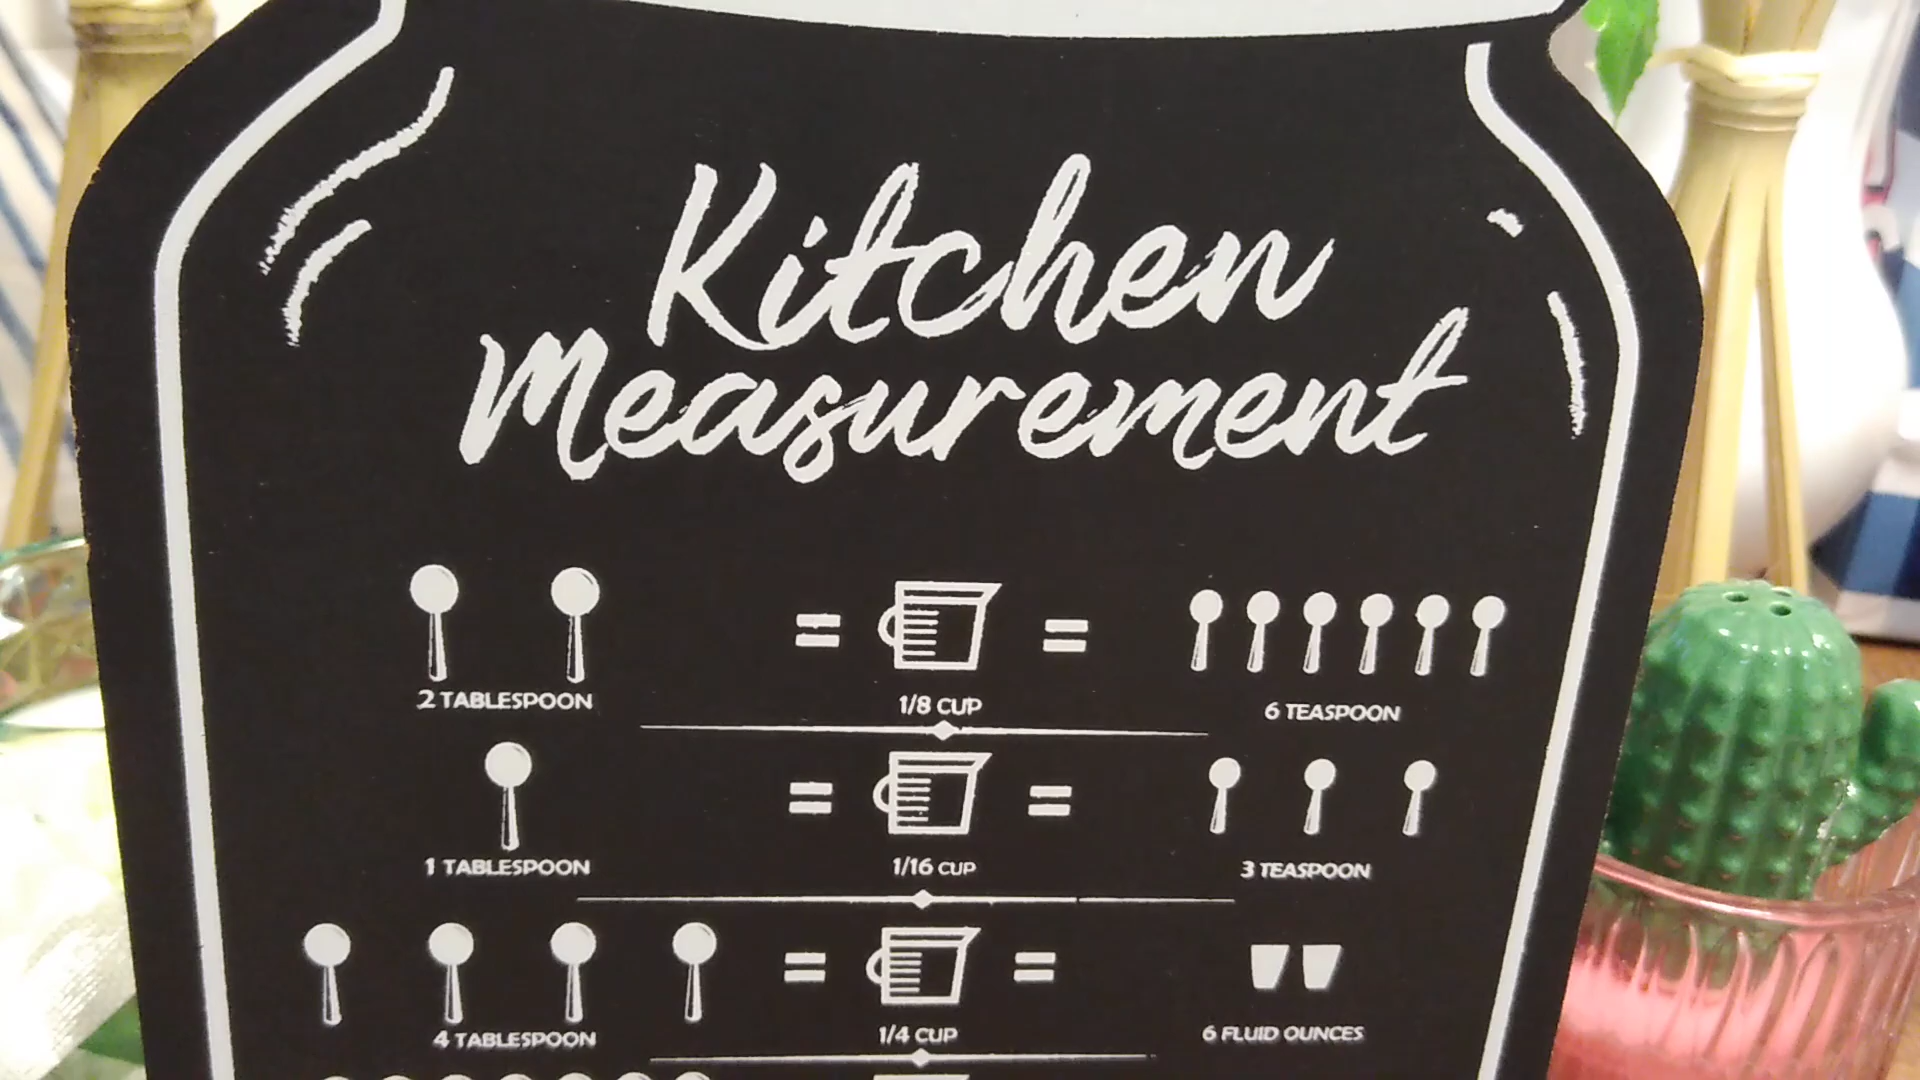 Kitchen
Measurement
= =
2 TABLESPOON 1/8 CUP 6 TEASPOON
= =
1 TABLESPOON 1/16 CUP 3 TEASPOON
= =
4 TABLESPOON 1/4 CUP 6 FLUID OUNCES